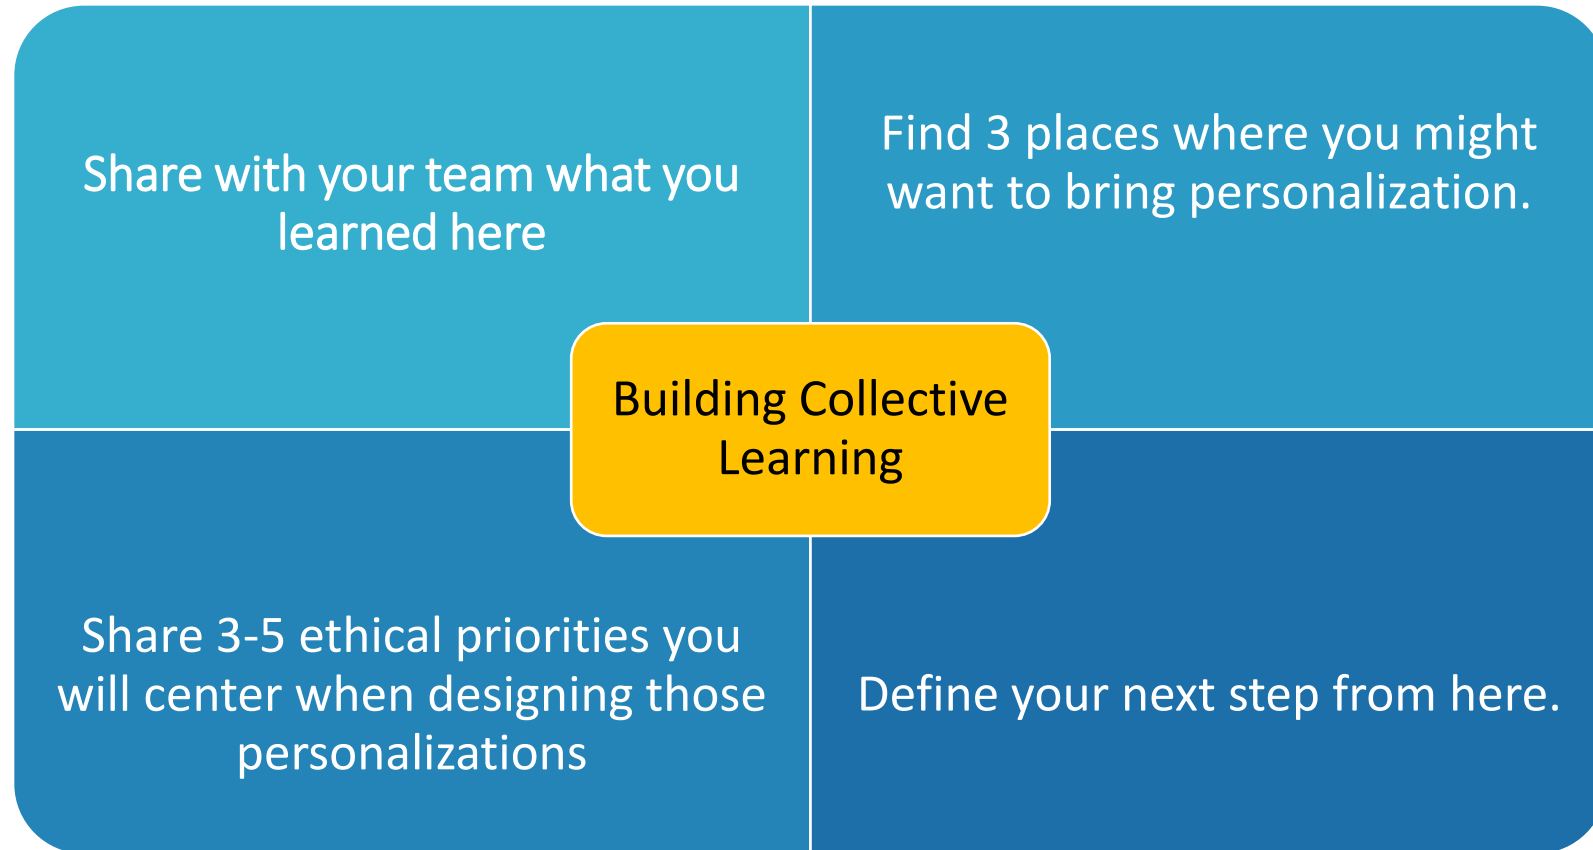 Share with your team what you
learned here
Find 3 places where you might
want to bring personalization.
Building Collective
Learning
Share 3-5 ethical priorities you
will center when designing those
personalizations
Define your next step from here.